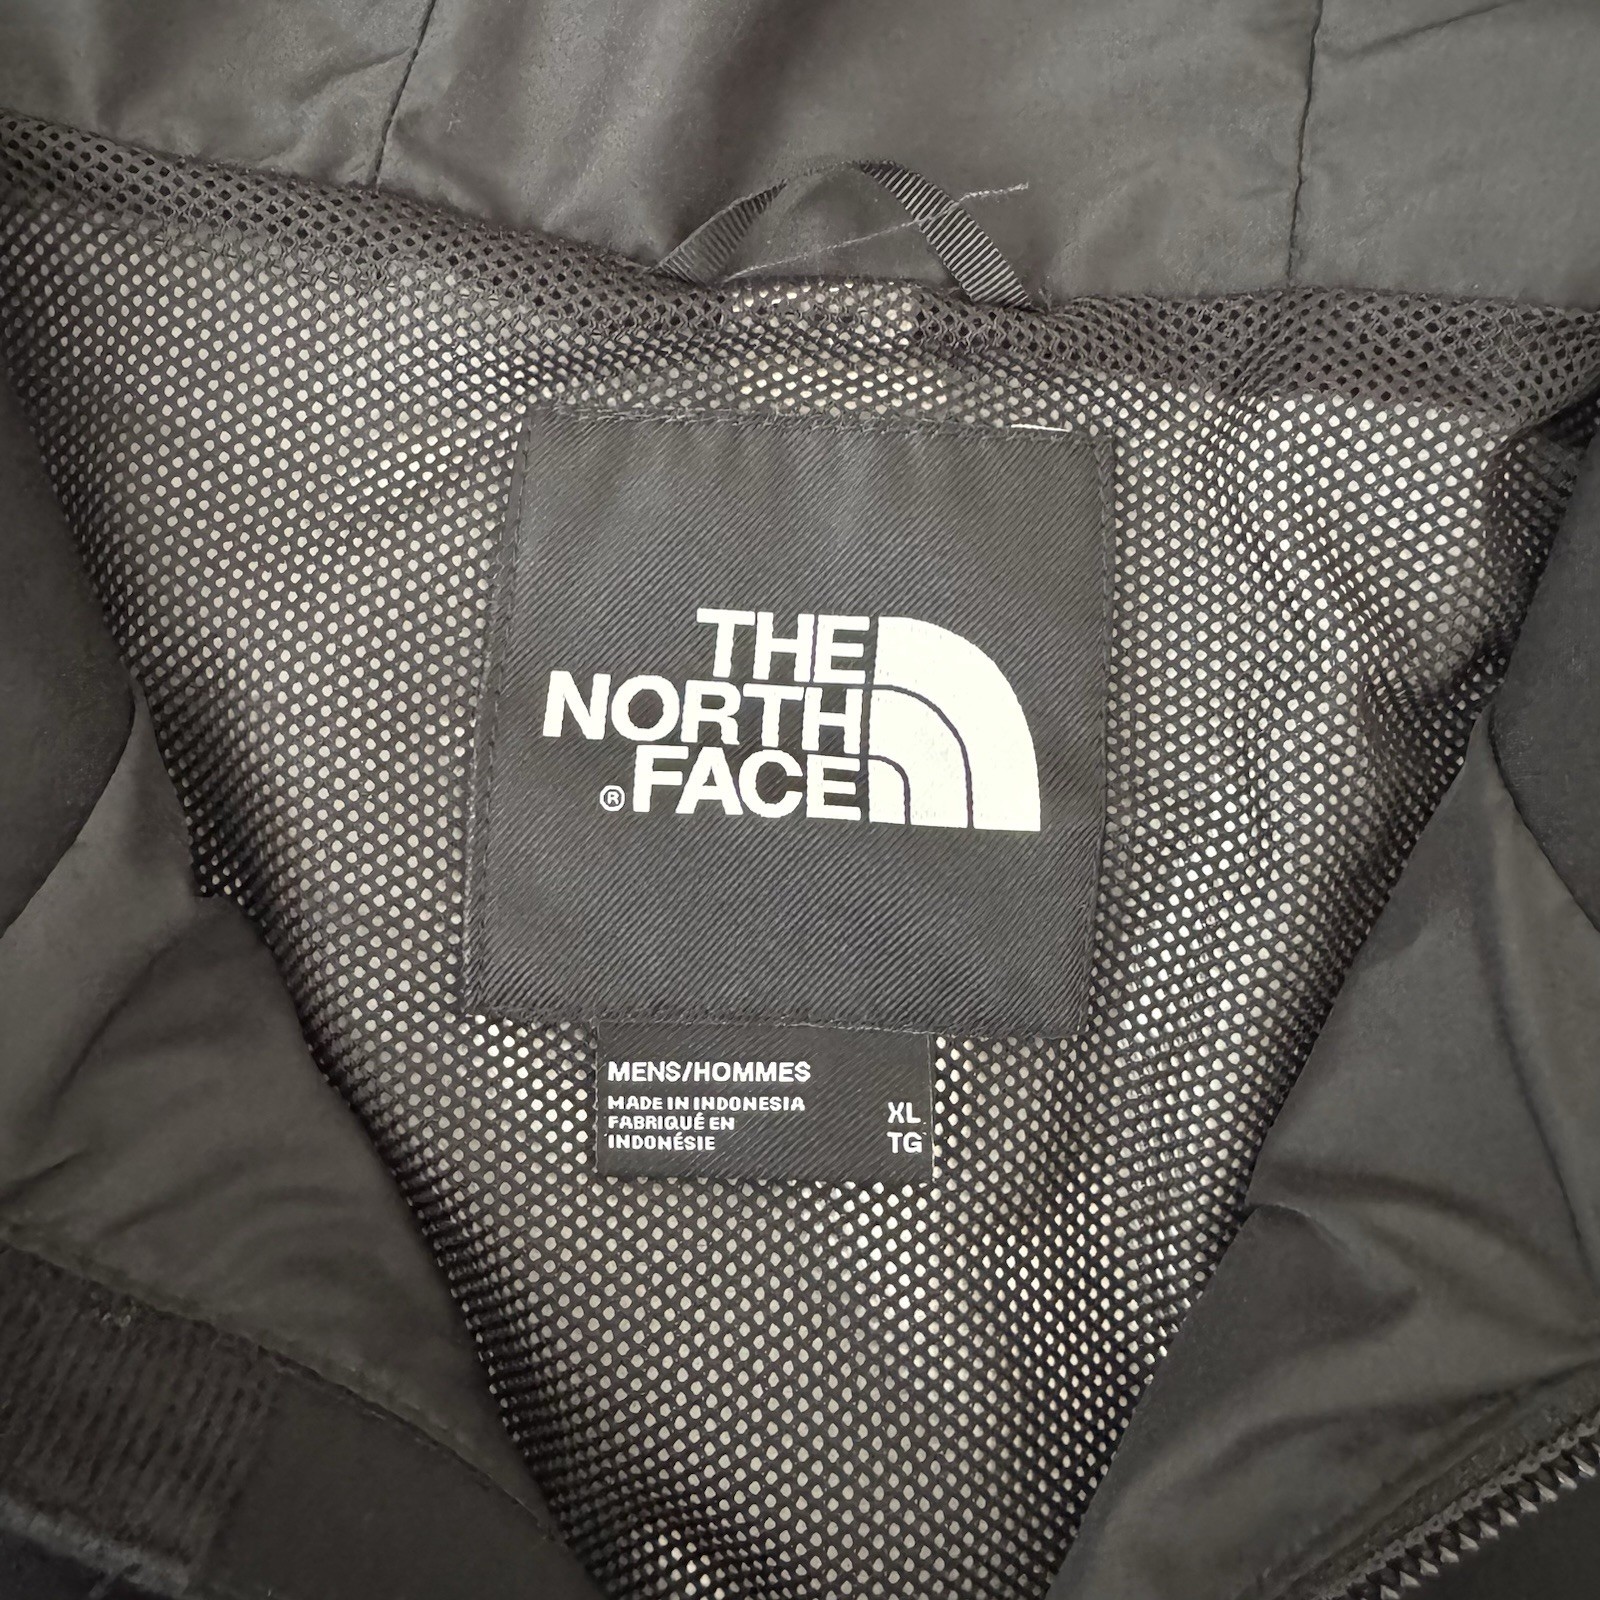 THE
NORTH
®FACE
MENS/HOMMES
MADE IN INDONESIA
FABRIQUÉ EN
INDONÉSIE
XL
TG